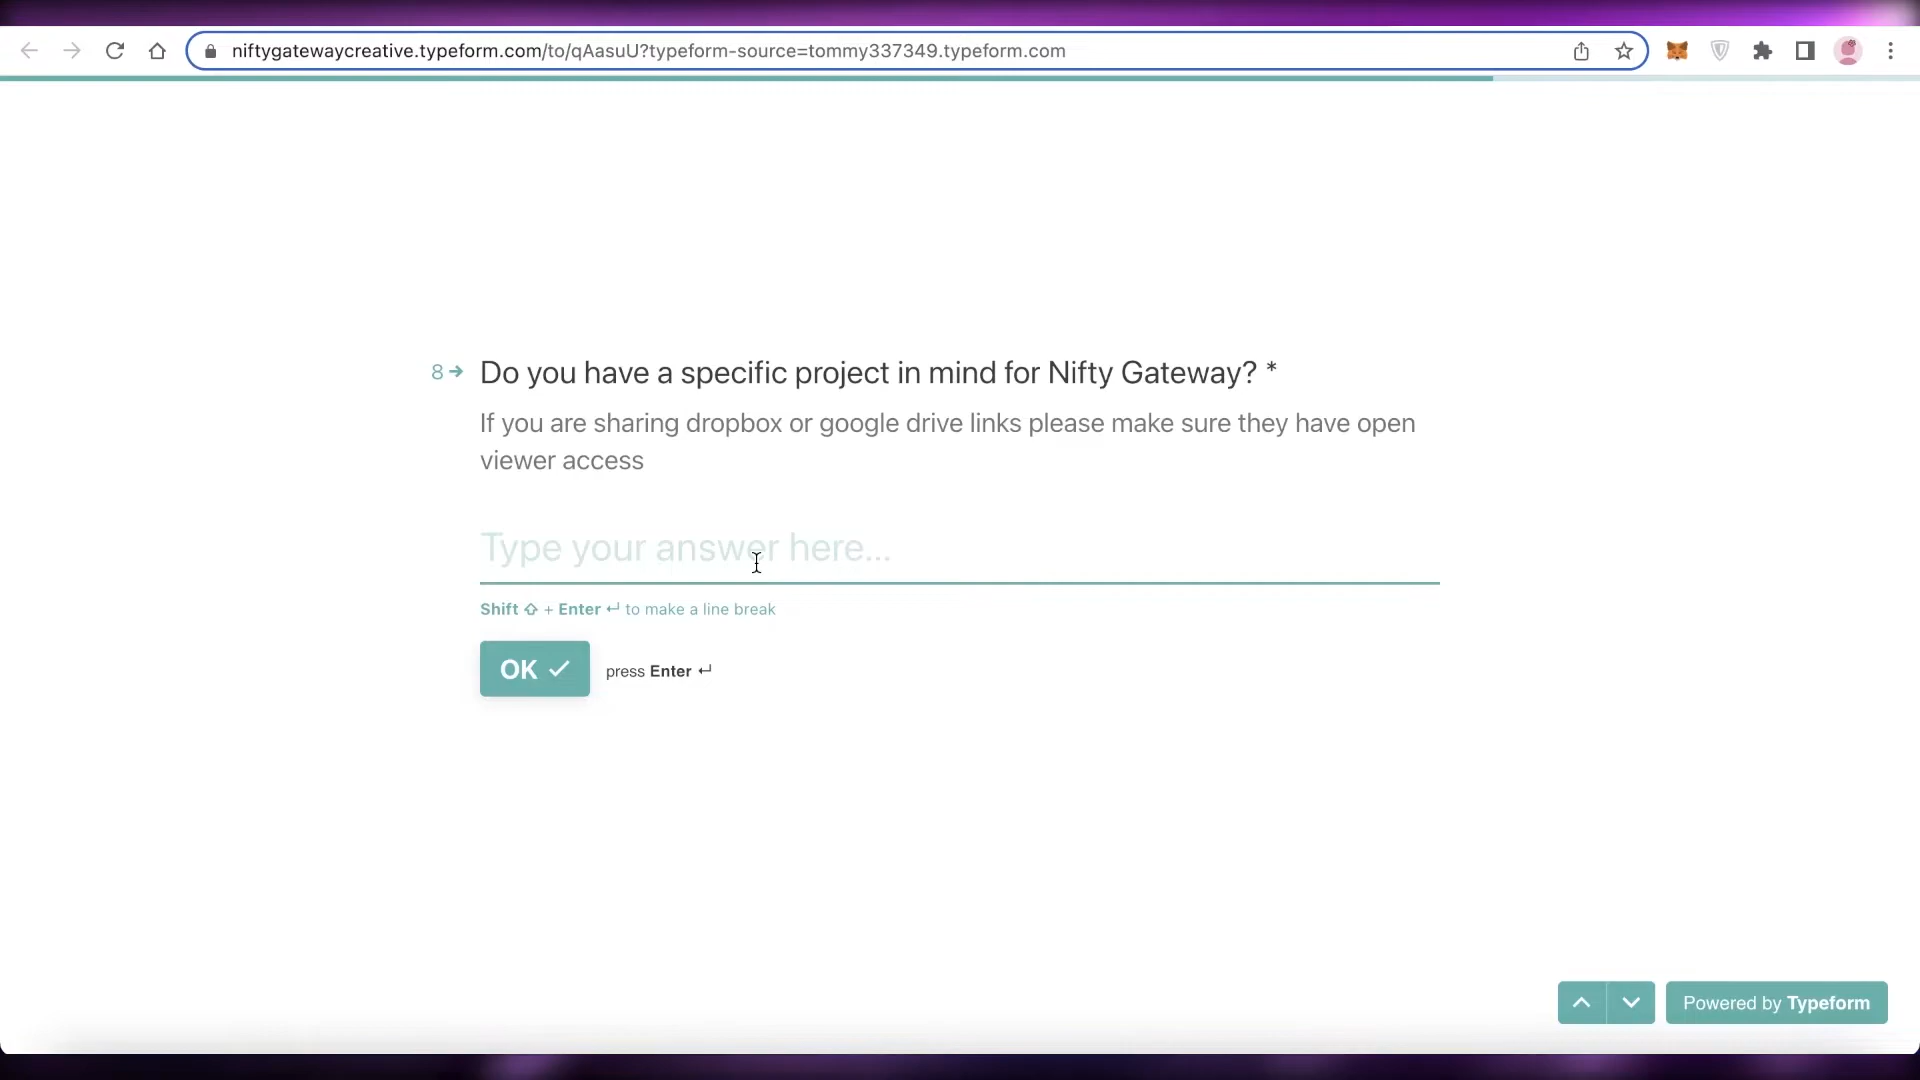 niftygatewaycreative.typeform.com/to/qAasuU?typeform-source=tommy337349.typeform.com
8 Do you have a specific project in mind for Nifty Gateway? *
If you are sharing dropbox or google drive links please make sure they have open
viewer access
Type your answer here...
Shift + Enter to make a line break
OK press Enter
Powered by Typeform